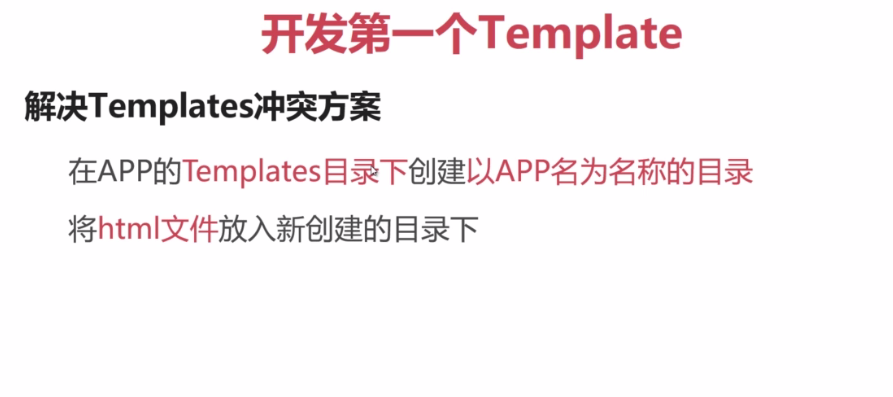 开发第一个Template
解决Templates冲突方案
在APP的Templates目录下创建以APP名为名称的目录
将html文件放入新创建的目录下